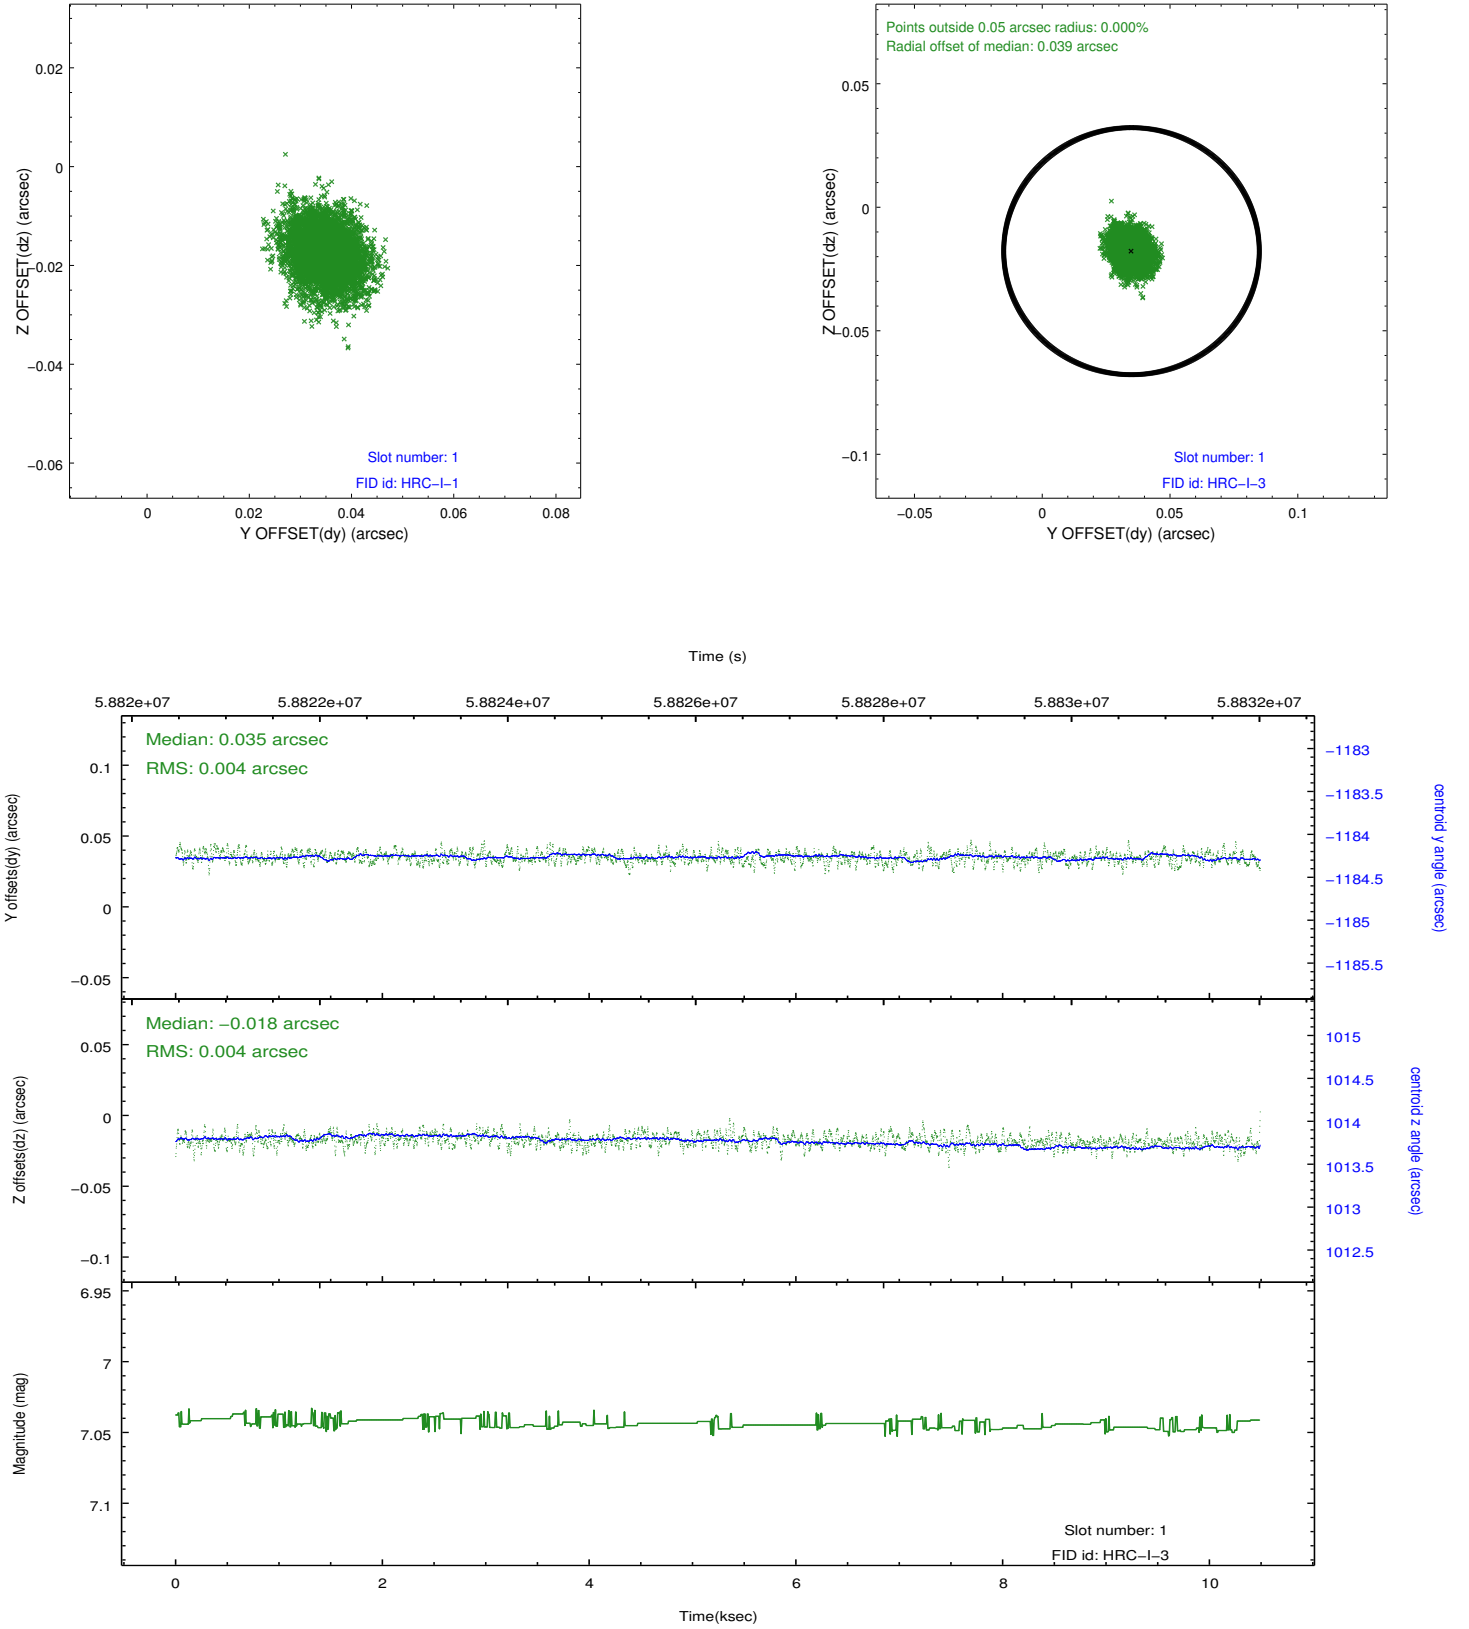 0.02
0
−0.02
−0.04
−0.06
Z OFFSET(dz) (arcsec)
Slot number: 1
FID id: HRC−I−1
0
0.02
0.04
0.06
0.08
Y OFFSET(dy) (arcsec)
Points outside 0.05 arcsec radius: 0.000%
Radial offset of median: 0.039 arcsec
0.05
0
−0.05
−0.1
Z OFFSET(dz) (arcsec)
Slot number: 1
FID id: HRC−I−3
−0.05
0
0.05
0.1
Y OFFSET(dy) (arcsec)
Time (s)
5.882e+07
5.8822e+07
5.8824e+07
5.8826e+07
5.8828e+07
5.883e+07
5.8832e+07
Median: 0.035 arcsec
RMS: 0.004 arcsec
0.1
0.05
0
−0.05
Y offsets(dy) (arcsec)
−1183
−1183.5
−1184
−1184.5
−1185
−1185.5
centroid y angle (arcsec)
Median: −0.018 arcsec
RMS: 0.004 arcsec
0.05
0
−0.05
−0.1
Z offsets(dz) (arcsec)
1015
1014.5
1014
1013.5
1013
1012.5
centroid z angle (arcsec)
6.95
7
7.05
7.1
Magnitude (mag)
Slot number: 1
FID id: HRC−I−3
0
2
4
6
8
10
Time(ksec)